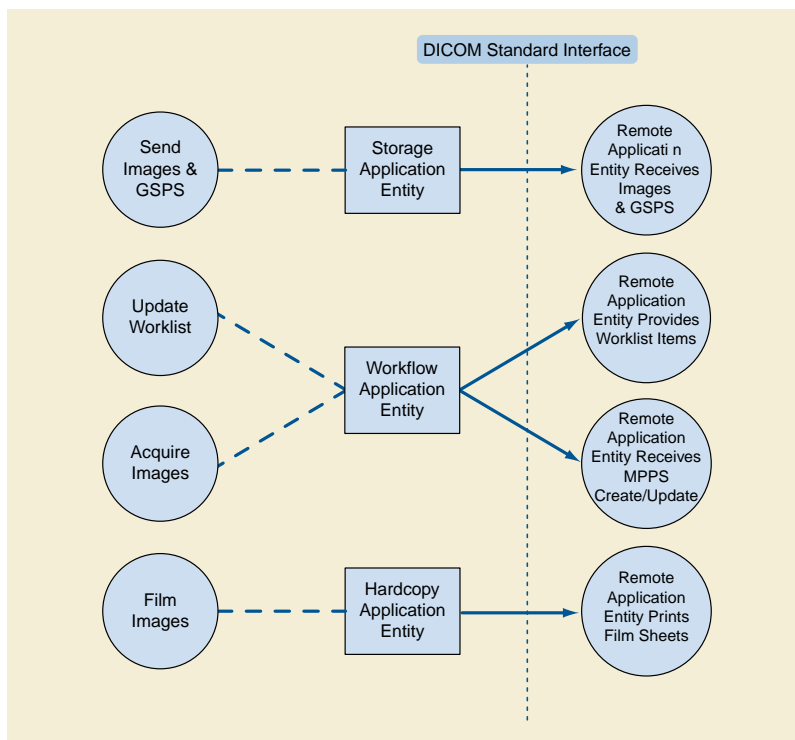 DICOM Standard Interface
Send
Images &
GSPS
Storage
Application
Entity
Remote
Applicati n
Entity Receives
Images
& GSPS
Update
Worklist
Remote
Application
Entity Provides
Worklist Items
Workflow
Application
Entity
Acquire
Images
Remote
Application
Entity Receives
MPPS
Create/Update
Film
Images
Hardcopy
Application
Entity
Remote
Application
Entity Prints
Film Sheets